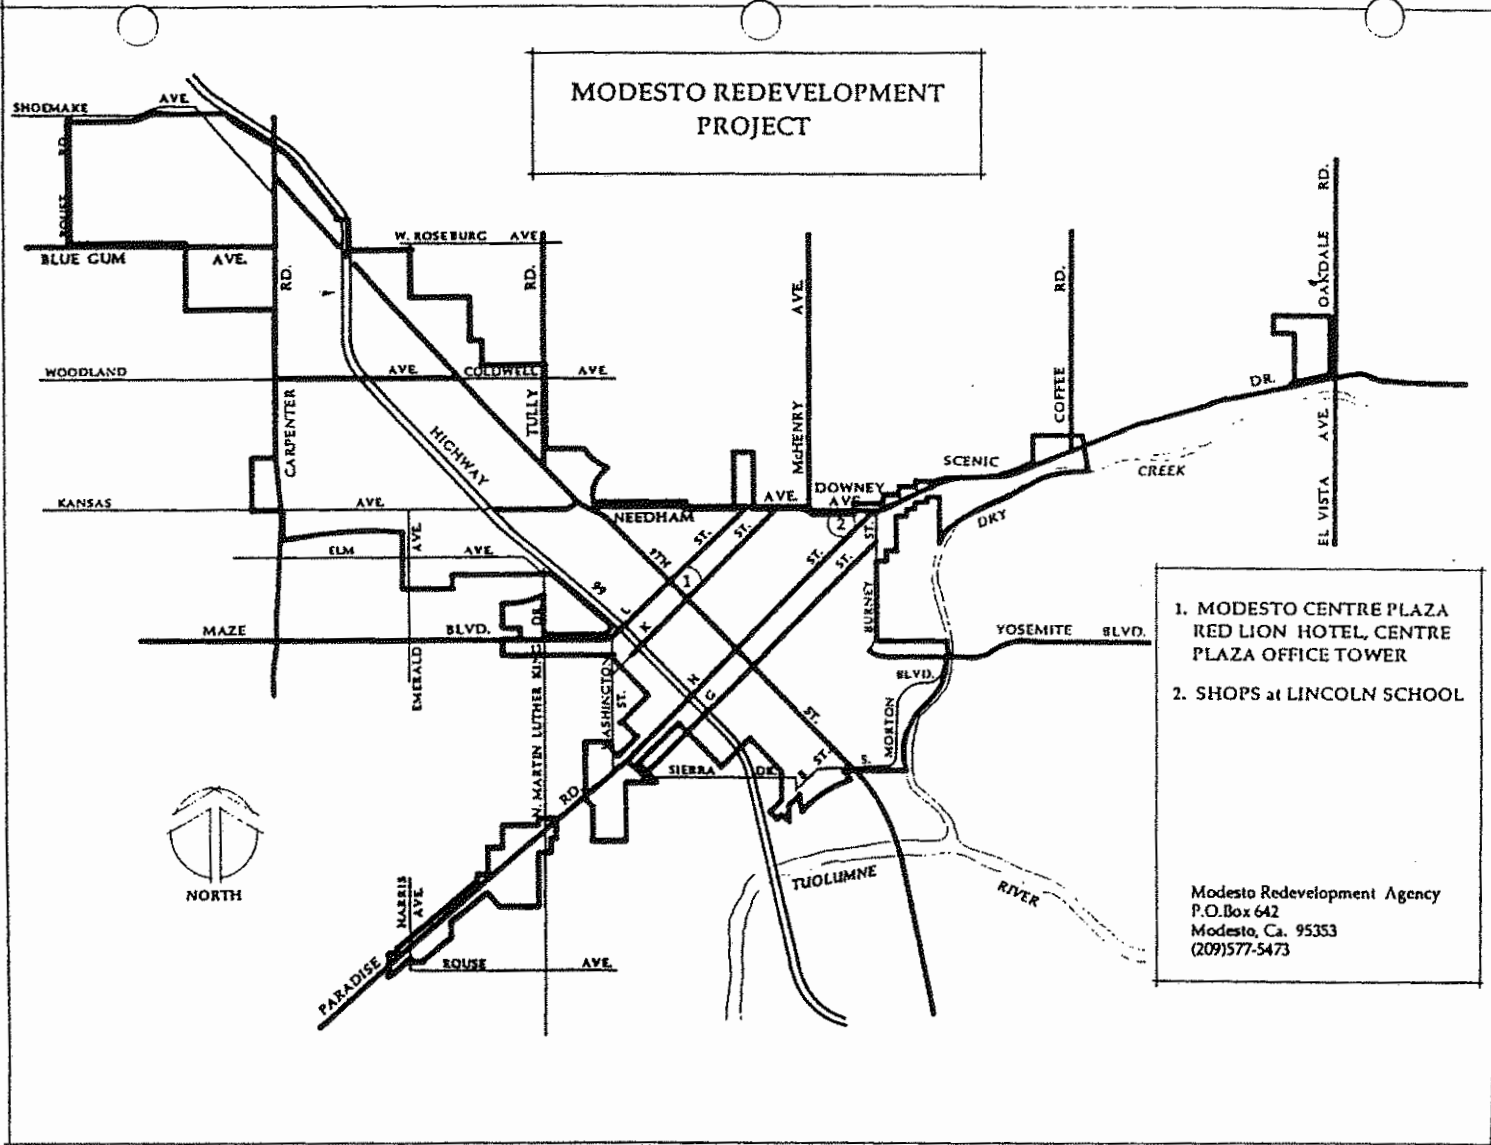 MODESTO REDEVELOPMENT
PROJECT
SHOEMAKE AVE.
RD.
W. ROSEBURG AVE
BLUE GUM AVE.
RD.
RD.
AVE.
RD.
OAKDALE RD.
WOODLAND AVE. COLDWELL AVE.
DR.
CARPENTER
TULLY
McHENRY
COFFEE
HIGHWAY
EL VISTA AVE.
SCENIC
CREEK
KANSAS AVE.
AVE.
DOWNEY
AVE.
NEEDHAM
2
DRY
ELM AVE.
AVE.
9TH
ST.
ST.
ST.
ST.
ST.
99
1
L
K
BURNEY
DR.
MAZE BLVD.
YOSEMITE BLVD.
EMERALD
N. MARTIN LUTHER KING
WASHINGTON
ST.
H
G
BLVD.
MORTON
ST.
B ST.
S.
SIERRA DR.
RD.
NORTH
MARRIS
AVE.
TUOLUMNE
RIVER
PARADISE
ROUSE AVE.
1. MODESTO CENTRE PLAZA
RED LION HOTEL, CENTRE
PLAZA OFFICE TOWER
2. SHOPS at LINCOLN SCHOOL
Modesto Redevelopment Agency
P.O.Box 642
Modesto, Ca. 95353
(209)577-5473